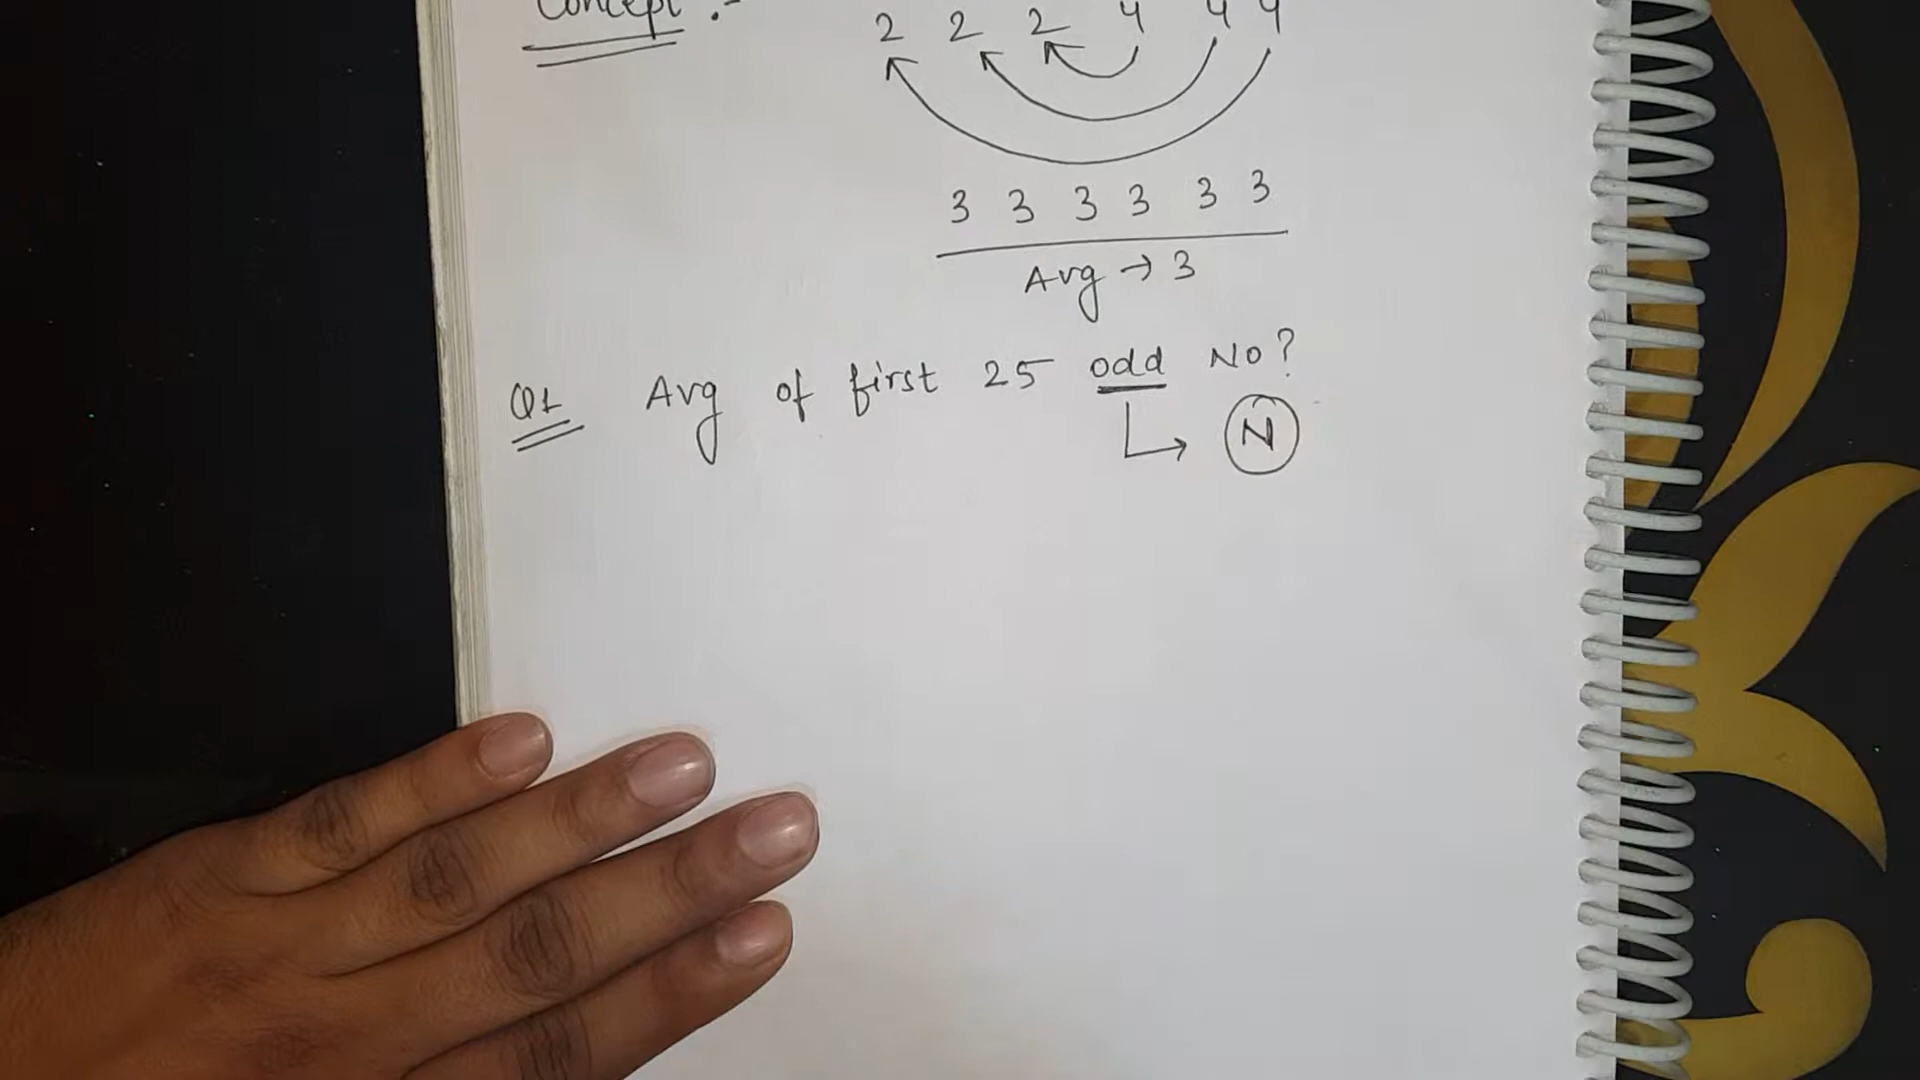 Concept :-
2 2 2 4 4 4
3 3 3 3 3 3
Avg → 3
Q1 Avg of first 25 odd No?
N